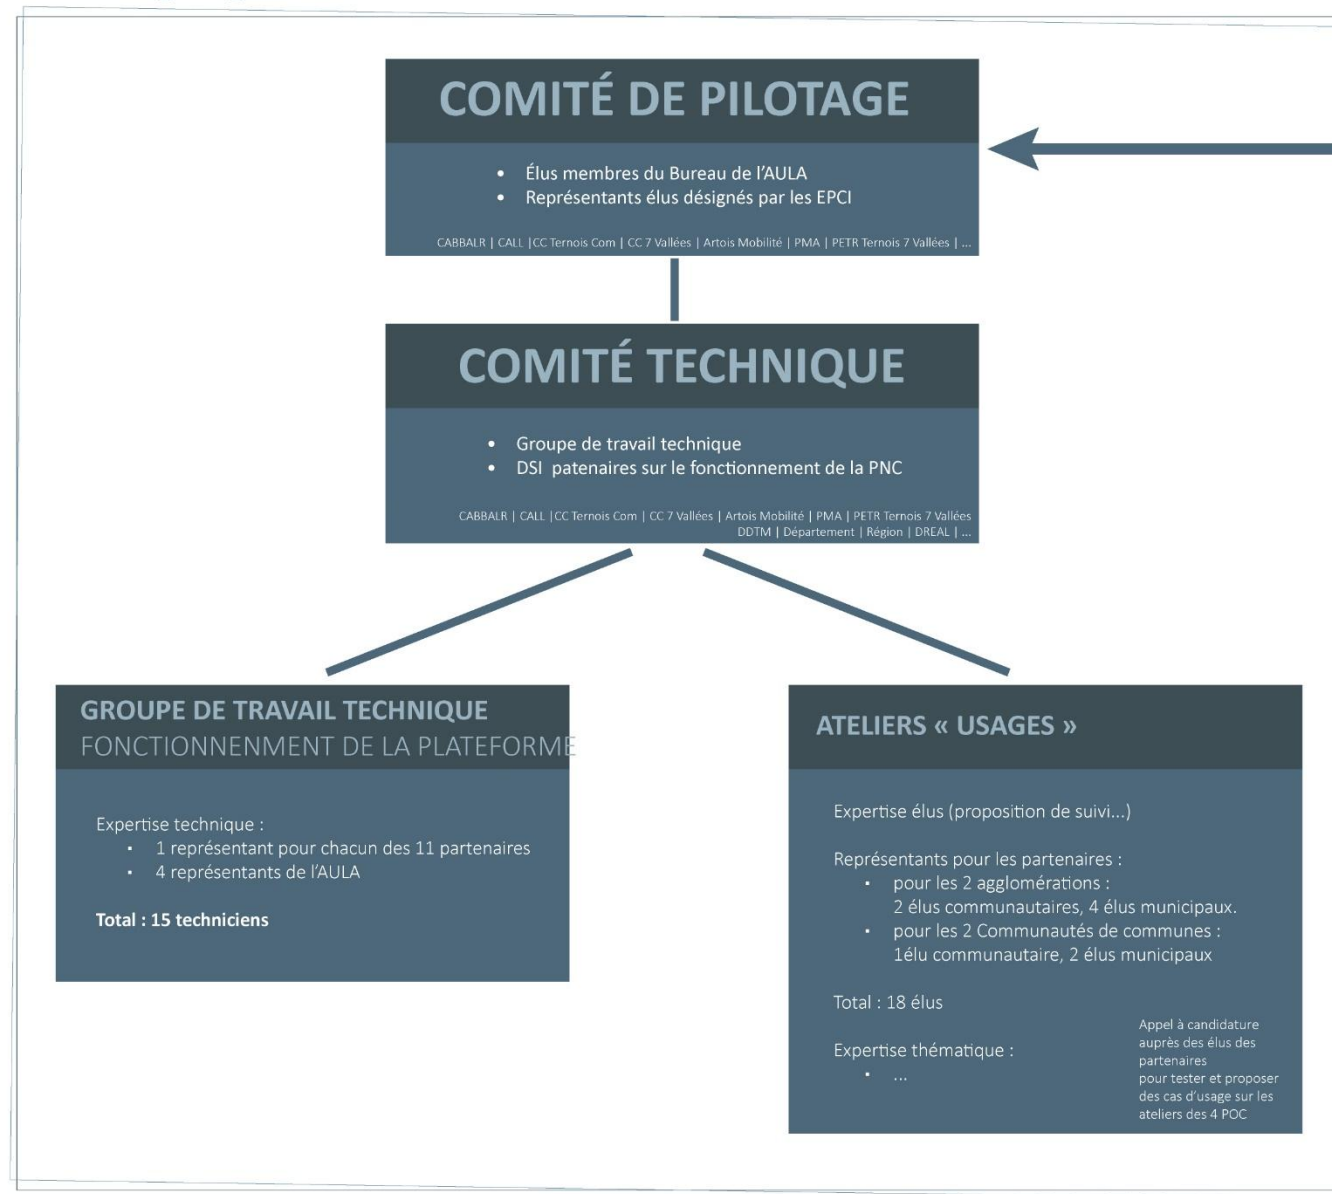 COMITÉ DE PILOTAGE
• Élus membres du Bureau de l'AULA
• Représentants élus désignés par les EPCI
CABBALR | CALL |CC Ternois Com | CC 7 Vallées | Artois Mobilité | PMA | PETR Ternois 7 Vallées | ...
COMITÉ TECHNIQUE
• Groupe de travail technique
• DSI patenaires sur le fonctionnement de la PNC
CABBALR | CALL |CC Ternois Com | CC 7 Vallées | Artois Mobilité | PMA | PETR Ternois 7 Vallées
DDTM | Département | Région | DREAL | ...
GROUPE DE TRAVAIL TECHNIQUE
FONCTIONNENMENT DE LA PLATEFORME
Expertise technique :
• 1 représentant pour chacun des 11 partenaires
• 4 représentants de l'AULA
Total : 15 techniciens
ATELIERS « USAGES »
Expertise élus (proposition de suivi...)
Représentants pour les partenaires :
• pour les 2 agglomérations :
2 élus communautaires, 4 élus municipaux.
• pour les 2 Communautés de communes :
1élu communautaire, 2 élus municipaux
Total : 18 élus
Expertise thématique :
• ...
Appel à candidature
auprès des élus des
partenaires
pour tester et proposer
des cas d'usage sur les
ateliers des 4 POC